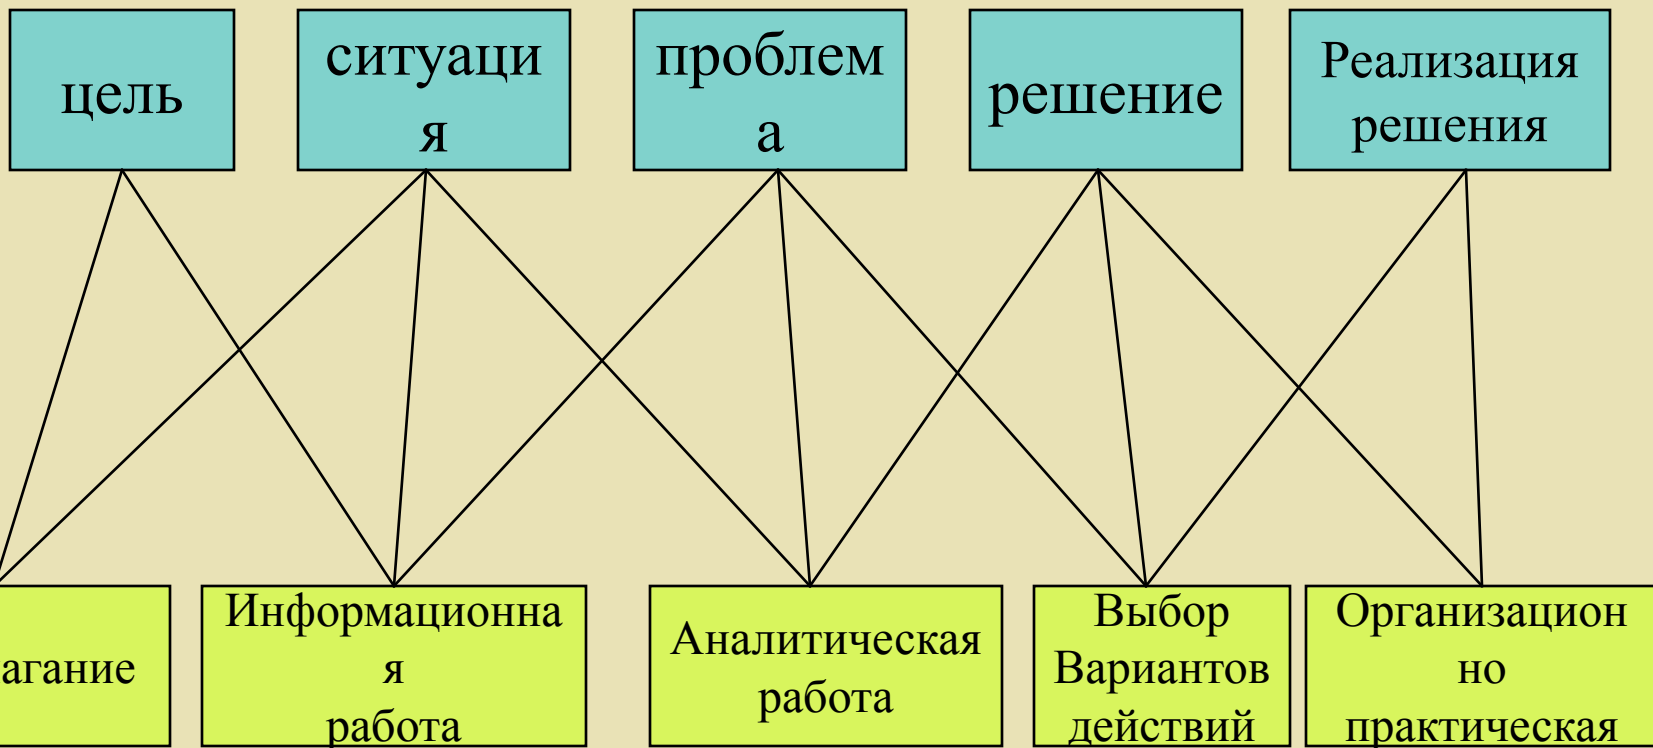 цель
ситуаци
я
проблем
а
решение
Реализация
решения
агание
Информационна
я
работа
Аналитическая
работа
Выбор
Вариантов
действий
Организацион
но
практическая